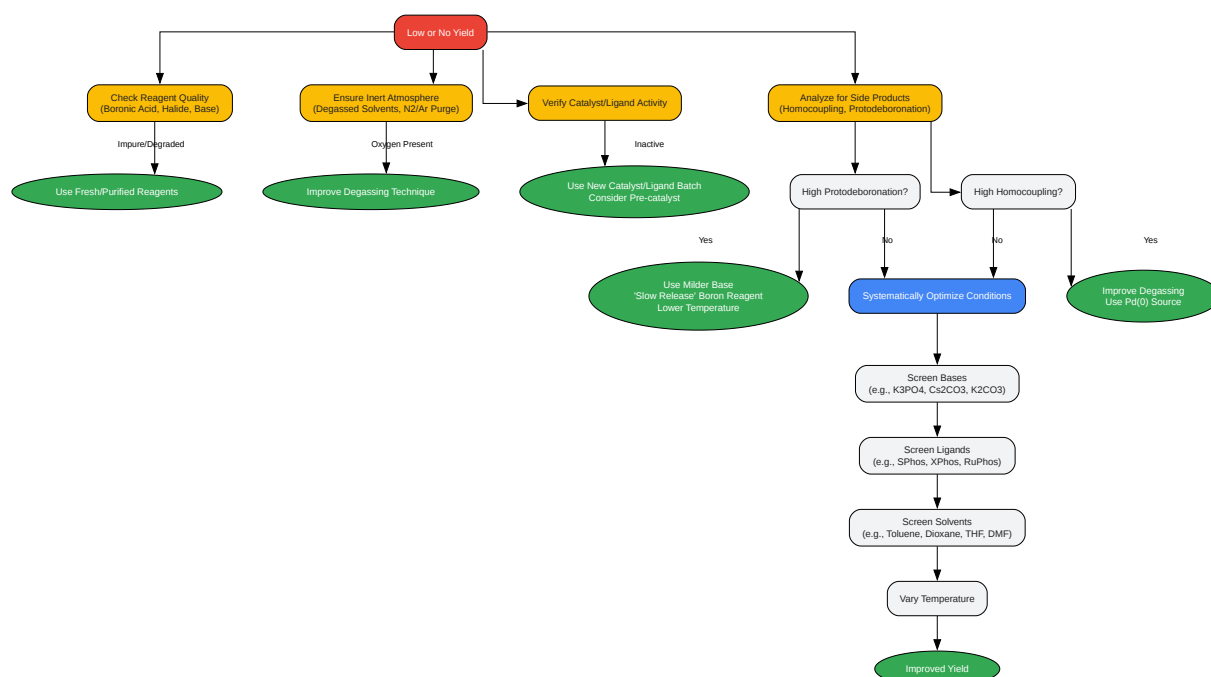 Low or No Yield
Check Reagent Quality
(Boronic Acid, Halide, Base)
Ensure Inert Atmosphere
(Degassed Solvents, N2/Ar Purge)
Verify Catalyst/Ligand Activity
Analyze for Side Products
(Homocoupling, Protodeboronation)
Impure/Degraded
Oxygen Present
Inactive
Use Fresh/Purified Reagents
Improve Degassing Technique
Use New Catalyst/Ligand Batch
Consider Pre-catalyst
High Protodeboronation?
High Homocoupling?
Yes
No
No
Yes
Use Milder Base
'Slow Release' Boron Reagent
Lower Temperature
Systematically Optimize Conditions
Improve Degassing
Use Pd(0) Source
Screen Bases
(e.g., K3PO4, Cs2CO3, K2CO3)
Screen Ligands
(e.g., SPhos, XPhos, RuPhos)
Screen Solvents
(e.g., Toluene, Dioxane, THF, DMF)
Vary Temperature
Improved Yield